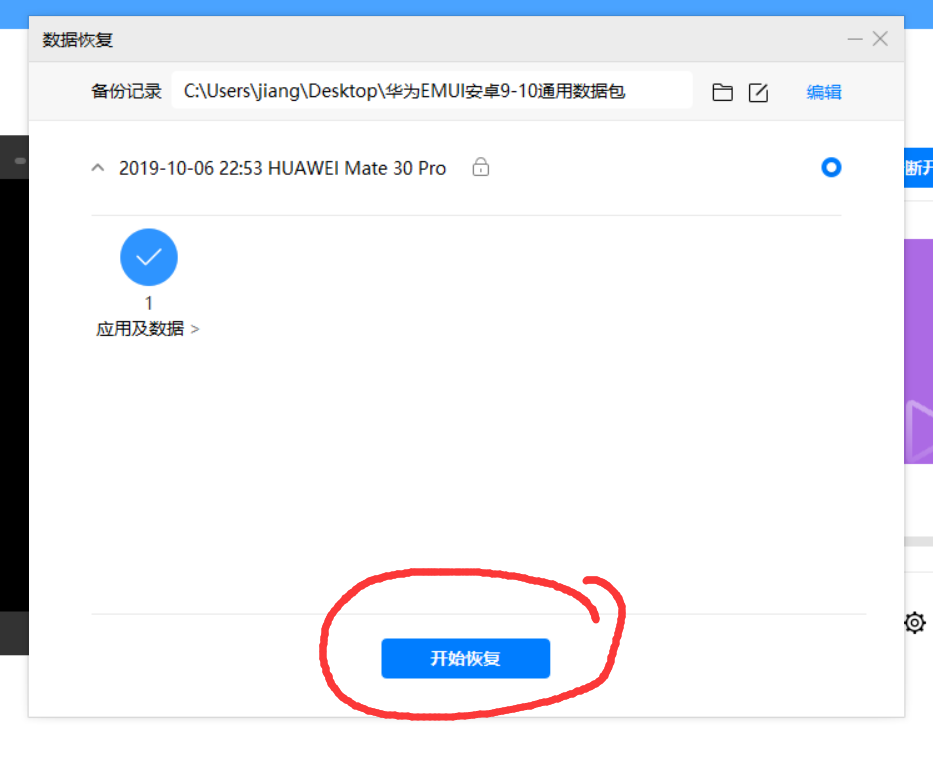 数据恢复
备份记录 C:\Users\jiang\Desktop\华为EMUI安卓9-10通用数据包 编辑
2019-10-06 22:53 HUAWEI Mate 30 Pro
断开
1
应用及数据 >
开始恢复